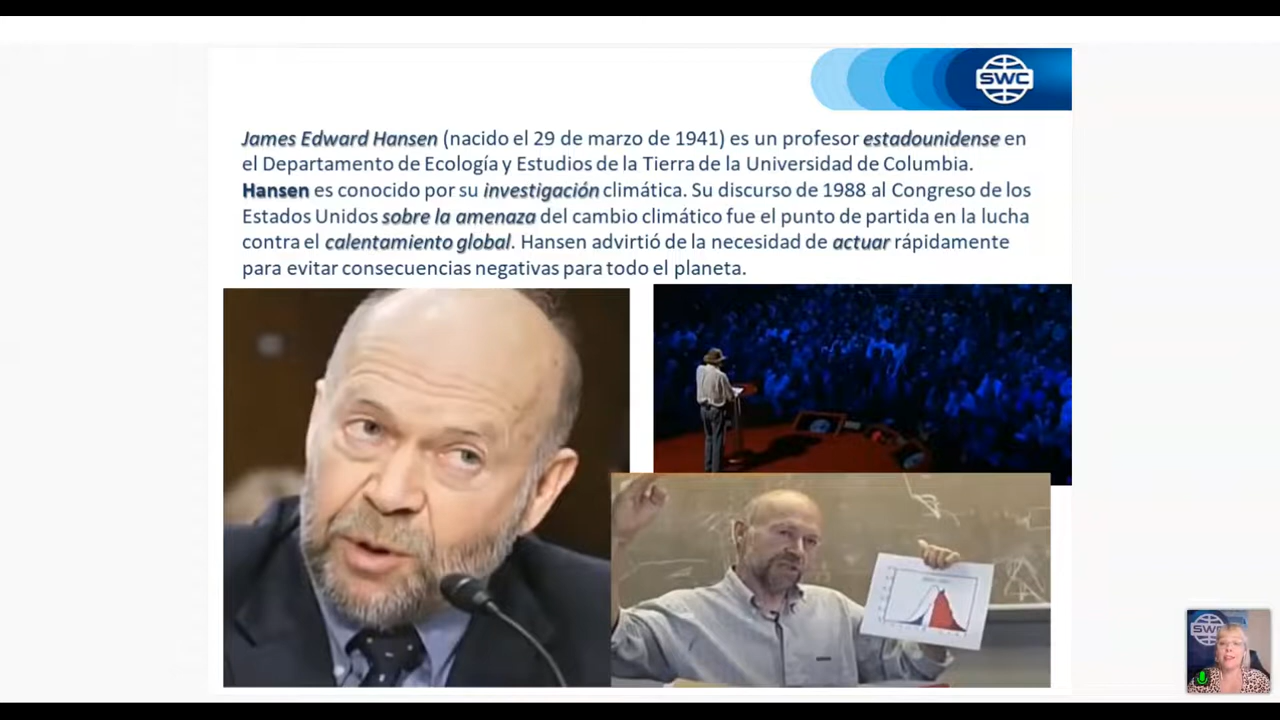 SWC
James Edward Hansen (nacido el 29 de marzo de 1941) es un profesor estadounidense en
el Departamento de Ecología y Estudios de la Tierra de la Universidad de Columbia.
Hansen es conocido por su investigación climática. Su discurso de 1988 al Congreso de los
Estados Unidos sobre la amenaza del cambio climático fue el punto de partida en la lucha
contra el calentamiento global. Hansen advirtió de la necesidad de actuar rápidamente
para evitar consecuencias negativas para todo el planeta.